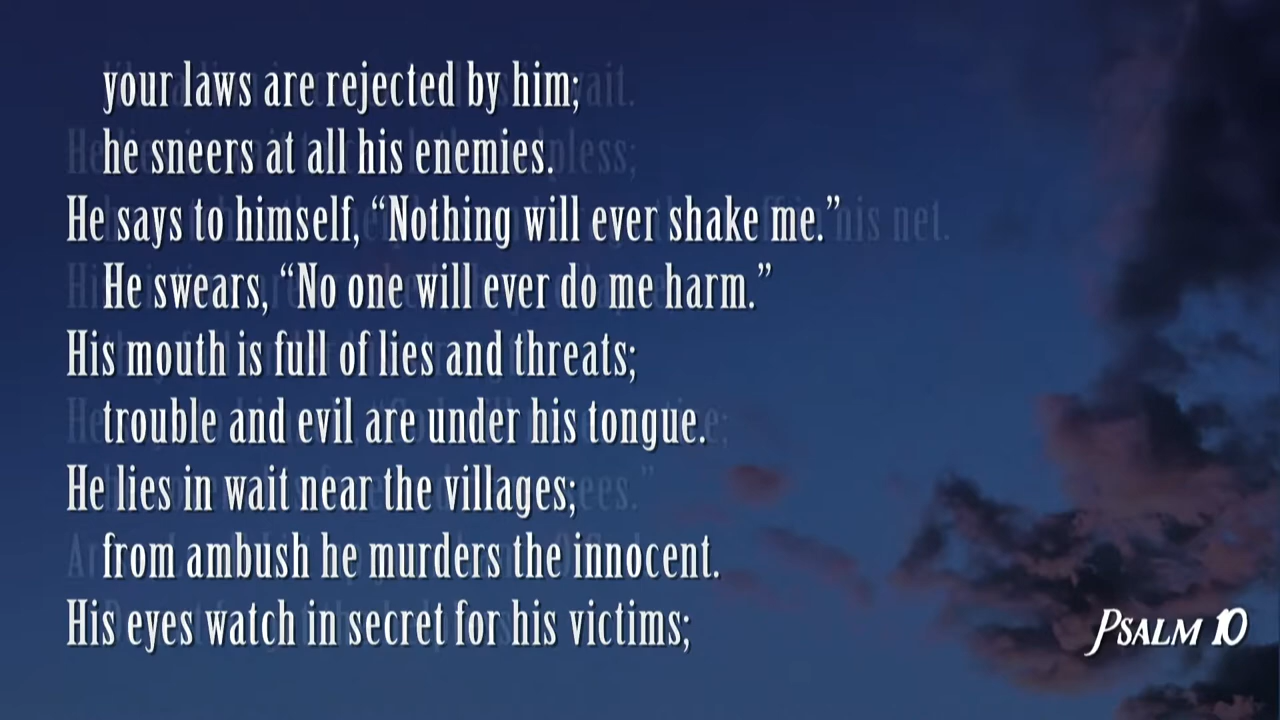 your laws are rejected by him;
he sneers at all his enemies.
He says to himself, “Nothing will ever shake me.”
He swears, “No one will ever do me harm.”
His mouth is full of lies and threats;
trouble and evil are under his tongue.
He lies in wait near the villages;
from ambush he murders the innocent.
His eyes watch in secret for his victims;
Psalm 10